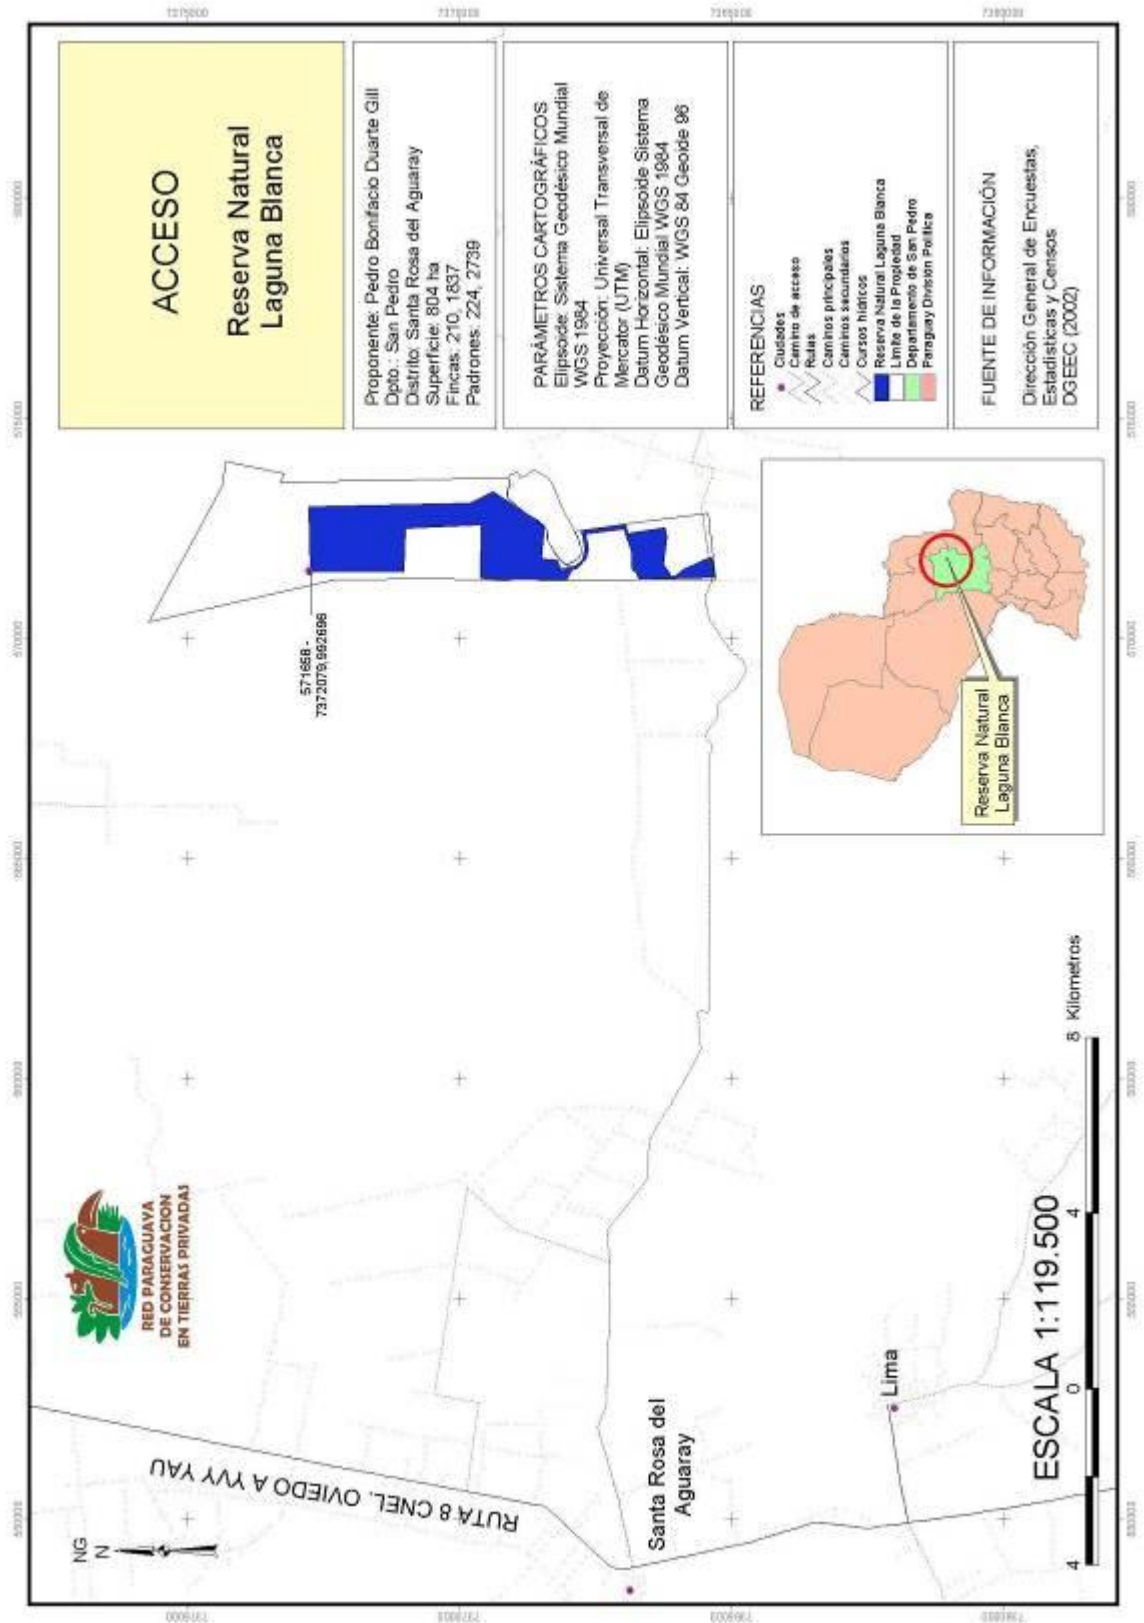 ACCESO
Reserva Natural
Laguna Blanca
Proponente: Pedro Bonifacio Duarte Gill
Dpto.: San Pedro
Distrito: Santa Rosa del Aguaray
Superficie: 804 ha
Fincas: 210, 1837
Padrones: 224, 2739
PARÁMETROS CARTOGRÁFICOS
Elipsoide: Sistema Geodésico Mundial
WGS 1984
Proyección: Universal Transversal de
Mercator (UTM)
Datum Horizontal: Elipsoide Sistema
Geodésico Mundial WGS 1984
Datum Vertical: WGS 84 Geoide 96
REFERENCIAS
Ciudades
Camino de acceso
Rutas
Caminos principales
Caminos secundarios
Cursos hídricos
Reserva Natural Laguna Blanca
Limite de la Propiedad
Departamento de San Pedro
Paraguay División Política
FUENTE DE INFORMACIÓN
Dirección General de Encuestas,
Estadísticas y Censos
DGEEC (2002)
571658 -
7372079,992696
Reserva Natural
Laguna Blanca
RED PARAGUAYA
DE CONSERVACION
EN TIERRAS PRIVADAS
NG
N
RUTA 8 CNEL. OVIEDO A YVY YAU
Santa Rosa del
Aguaray
Lima
ESCALA 1:119.500
4 0 4 8 Kilometros